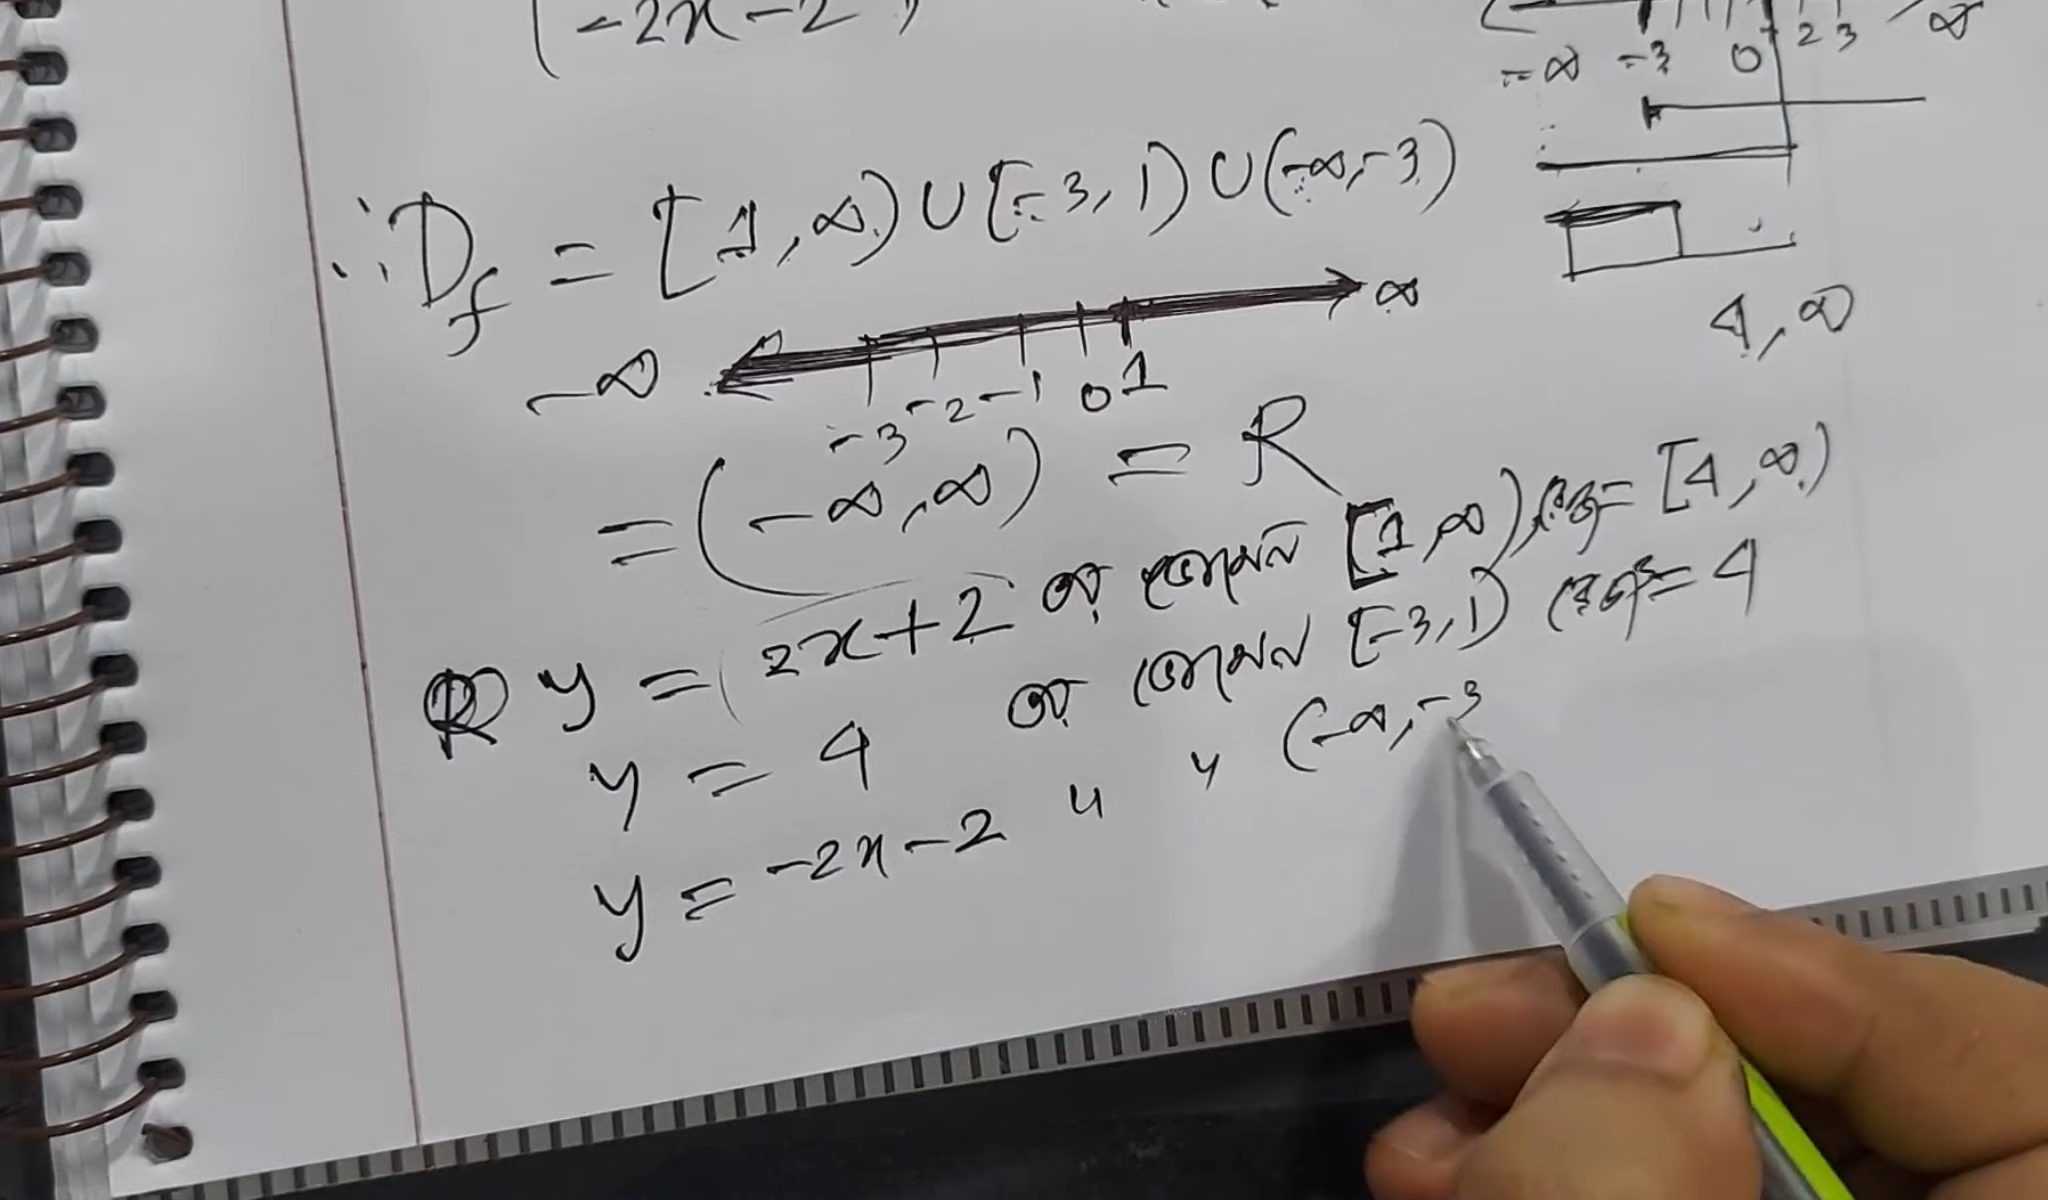 -2x-2
-∞ -3 0 2 3 ∞
∴ D_f = [1, ∞) ∪ [-3, 1) ∪ (-∞, -3)
-∞ ∞
-3 -2 -1 0 1
4, ∞
= (-∞, ∞) = R
R y = 2x+2 এর ডোমেন [1, ∞), রেঞ্জ = [4, ∞)
y = 4 এর ডোমেন [-3, 1) রেঞ্জ = 4
y = -2x-2 " " (-∞, -3